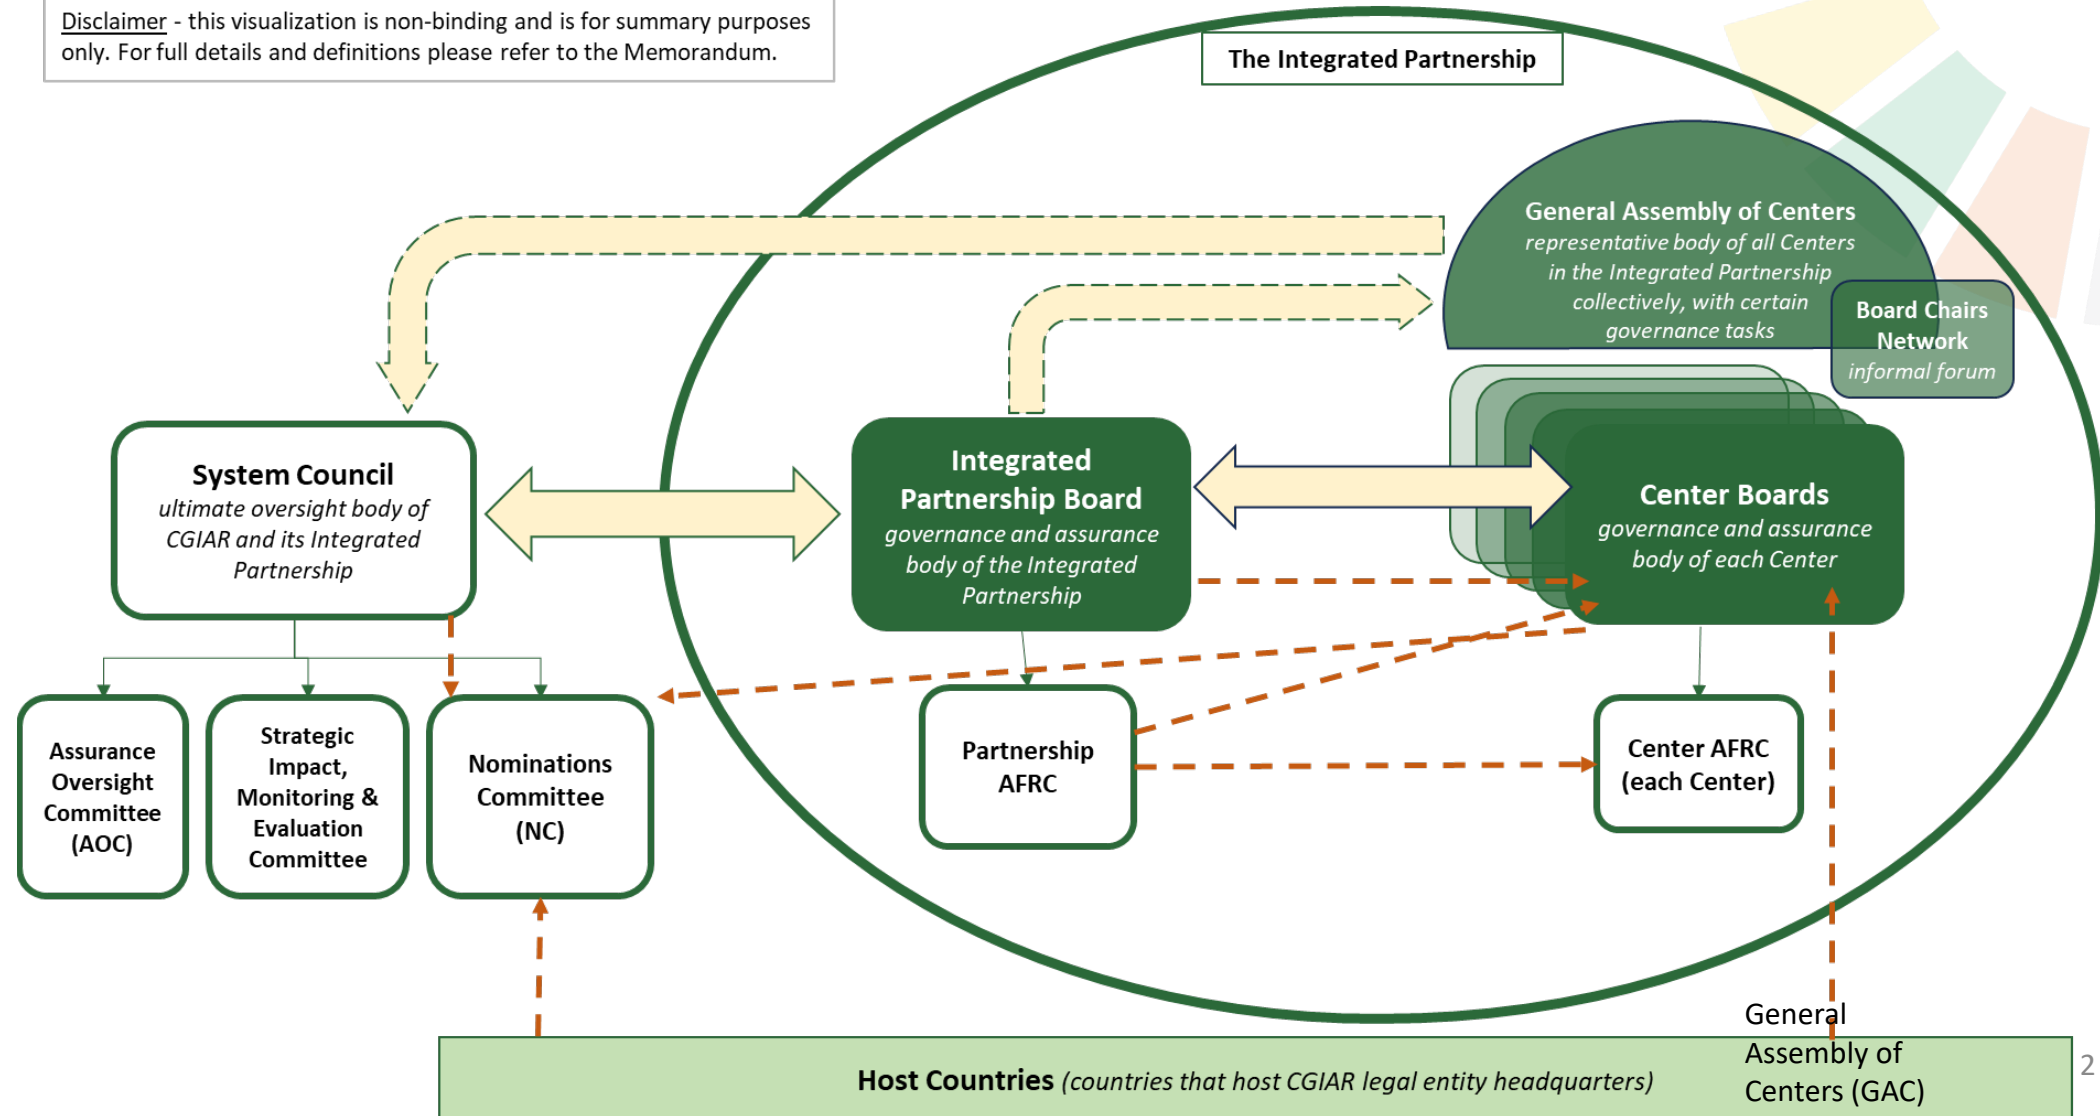 Disclaimer - this visualization is non-binding and is for summary purposes
only. For full details and definitions please refer to the Memorandum.
The Integrated Partnership
General Assembly of Centers
representative body of all Centers
in the Integrated Partnership
collectively, with certain
governance tasks
Board Chairs
Network
informal forum
System Council
ultimate oversight body of
CGIAR and its Integrated
Partnership
Integrated
Partnership Board
governance and assurance
body of the Integrated
Partnership
Center Boards
governance and assurance
body of each Center
Assurance
Oversight
Committee
(AOC)
Strategic
Impact,
Monitoring &
Evaluation
Committee
Nominations
Committee
(NC)
Partnership
AFRC
Center AFRC
(each Center)
Host Countries (countries that host CGIAR legal entity headquarters)
General
Assembly of
Centers (GAC)
2